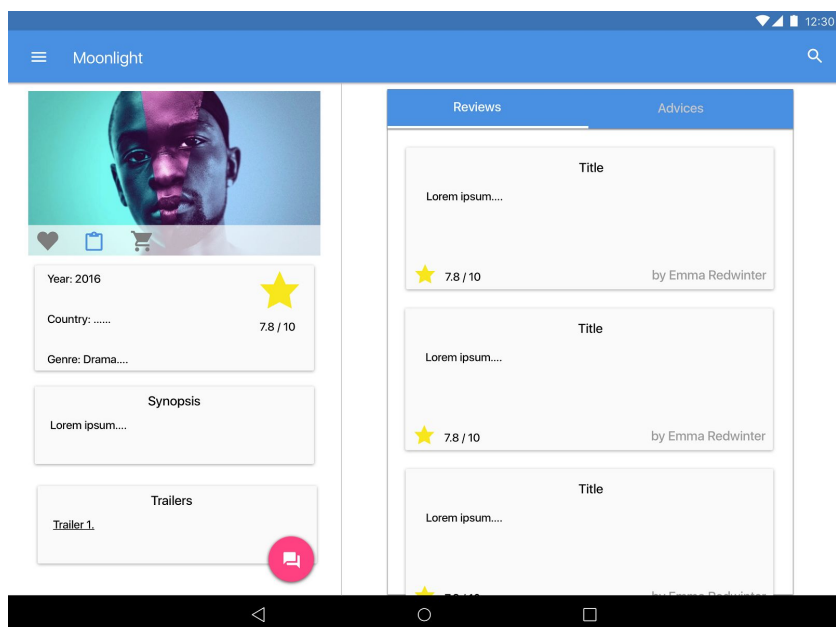 12:30
Moonlight
Year: 2016
Country: ......
7.8 / 10
Genre: Drama....
Synopsis
Lorem ipsum....
Trailers
Trailer 1.
Reviews
Advices
Title
Lorem ipsum....
7.8 / 10
by Emma Redwinter
Title
Lorem ipsum....
7.8 / 10
by Emma Redwinter
Title
Lorem ipsum....